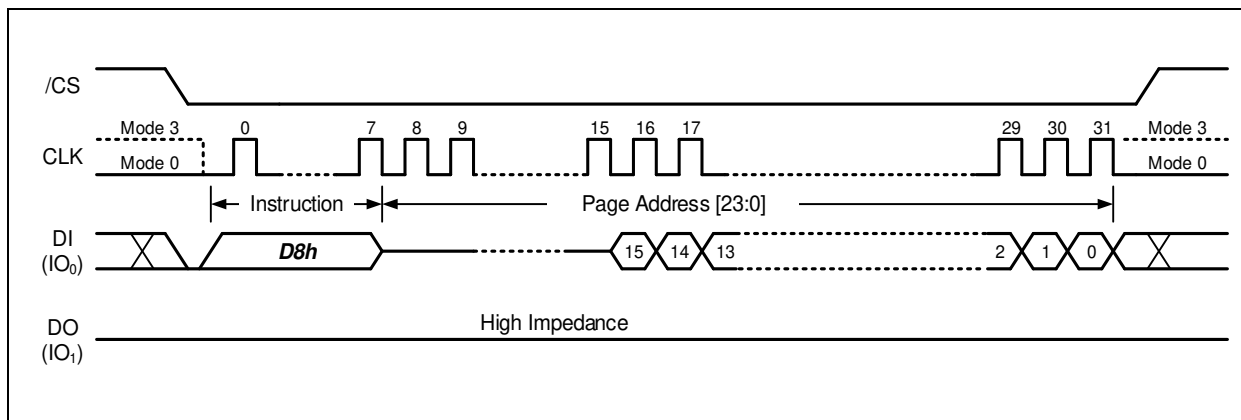 /CS
Mode 3 0 7 8 9 15 16 17 29 30 31 Mode 3
CLK
Mode 0 Mode 0
Instruction Page Address [23:0]
DI
(IO₀)
D8h 15 14 13 2 1 0
High Impedance
DO
(IO₁)